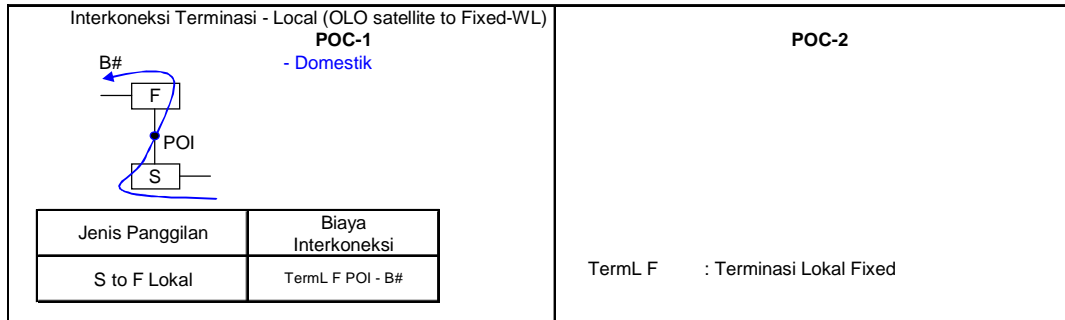 Interkoneksi Terminasi - Local (OLO satellite to Fixed-WL)
POC-1
- Domestik
B#
F
POI
S
Jenis Panggilan
Biaya
Interkoneksi
S to F Lokal
TermL F POI - B#
POC-2
TermL F : Terminasi Lokal Fixed